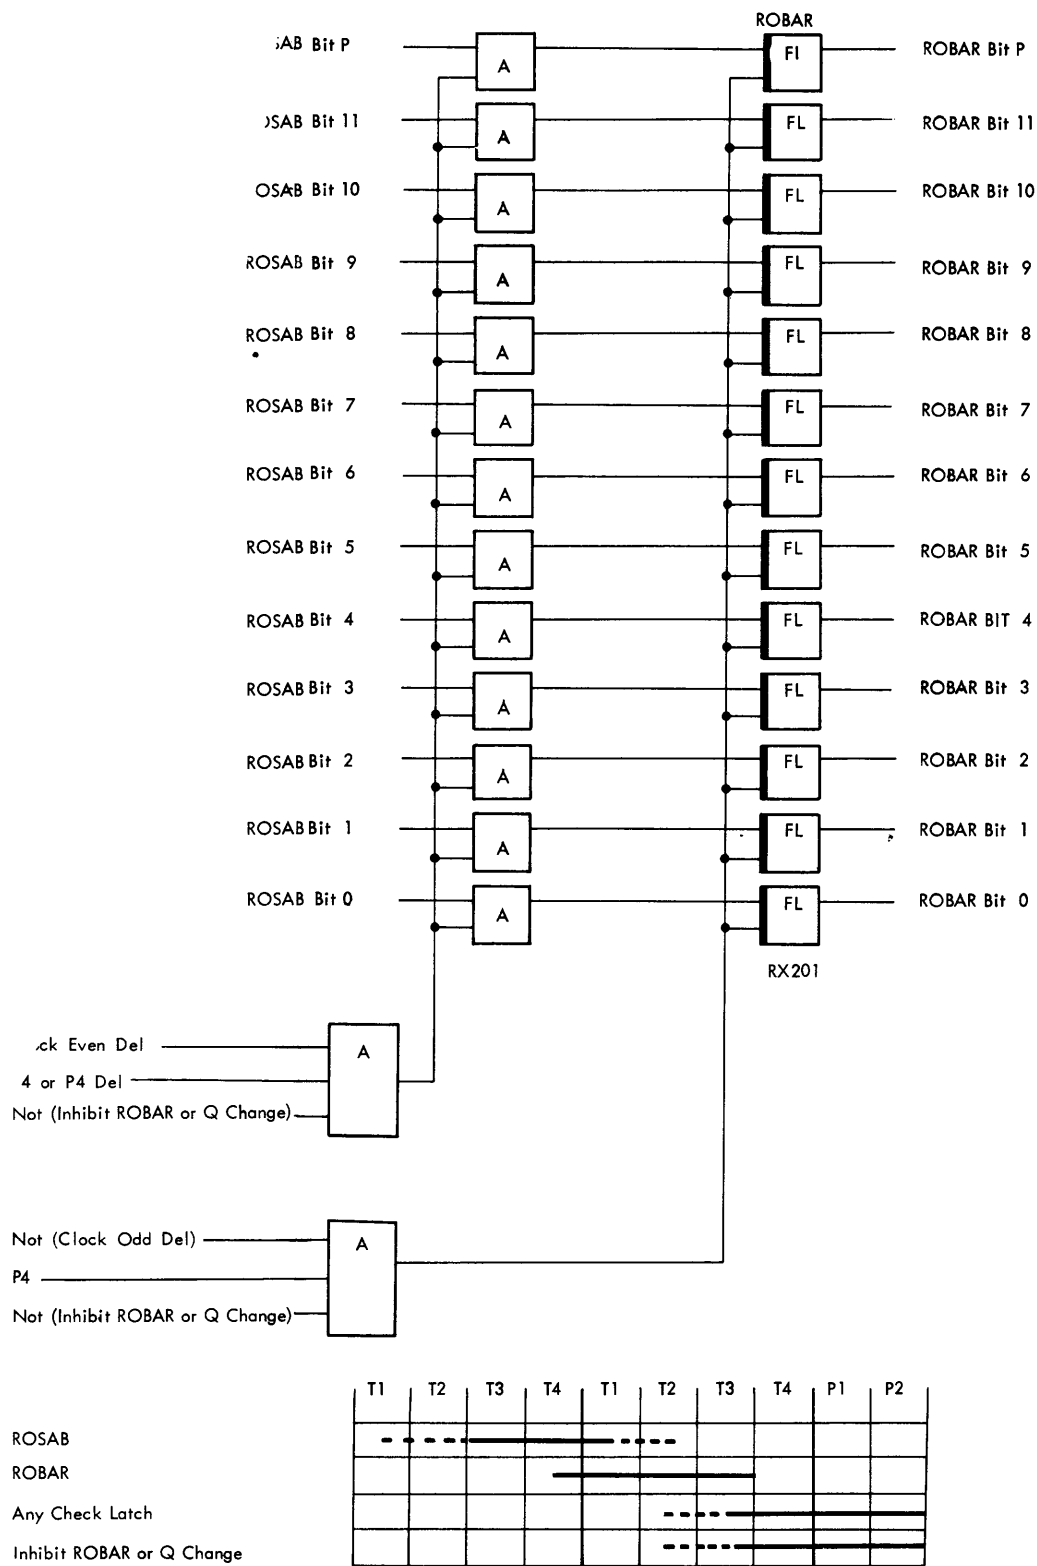 ROBAR
AB Bit P A FI ROBAR Bit P
SAB Bit 11 A FL ROBAR Bit 11
OSAB Bit 10 A FL ROBAR Bit 10
ROSAB Bit 9 A FL ROBAR Bit 9
ROSAB Bit 8 A FL ROBAR Bit 8
ROSAB Bit 7 A FL ROBAR Bit 7
ROSAB Bit 6 A FL ROBAR Bit 6
ROSAB Bit 5 A FL ROBAR Bit 5
ROSAB Bit 4 A FL ROBAR BIT 4
ROSAB Bit 3 A FL ROBAR Bit 3
ROSAB Bit 2 A FL ROBAR Bit 2
ROSAB Bit 1 A FL ROBAR Bit 1
ROSAB Bit 0 A FL ROBAR Bit 0
RX201
ck Even Del A
4 or P4 Del
Not (Inhibit ROBAR or Q Change)
Not (Clock Odd Del) A
P4
Not (Inhibit ROBAR or Q Change)
T1 T2 T3 T4 T1 T2 T3 T4 P1 P2
ROSAB
ROBAR
Any Check Latch
Inhibit ROBAR or Q Change